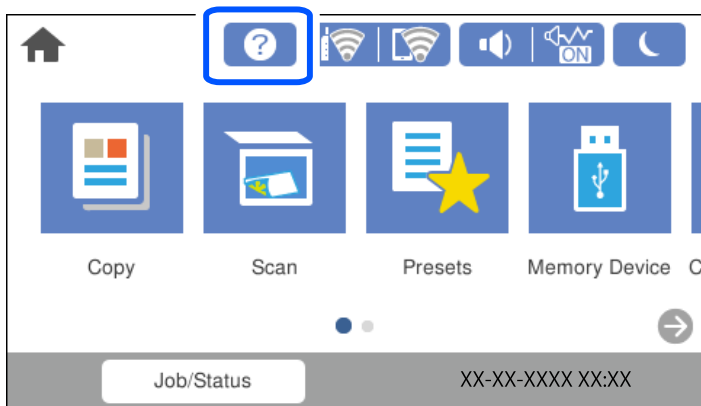 ?
ON
Copy Scan Presets Memory Device C
Job/Status XX-XX-XXXX XX:XX